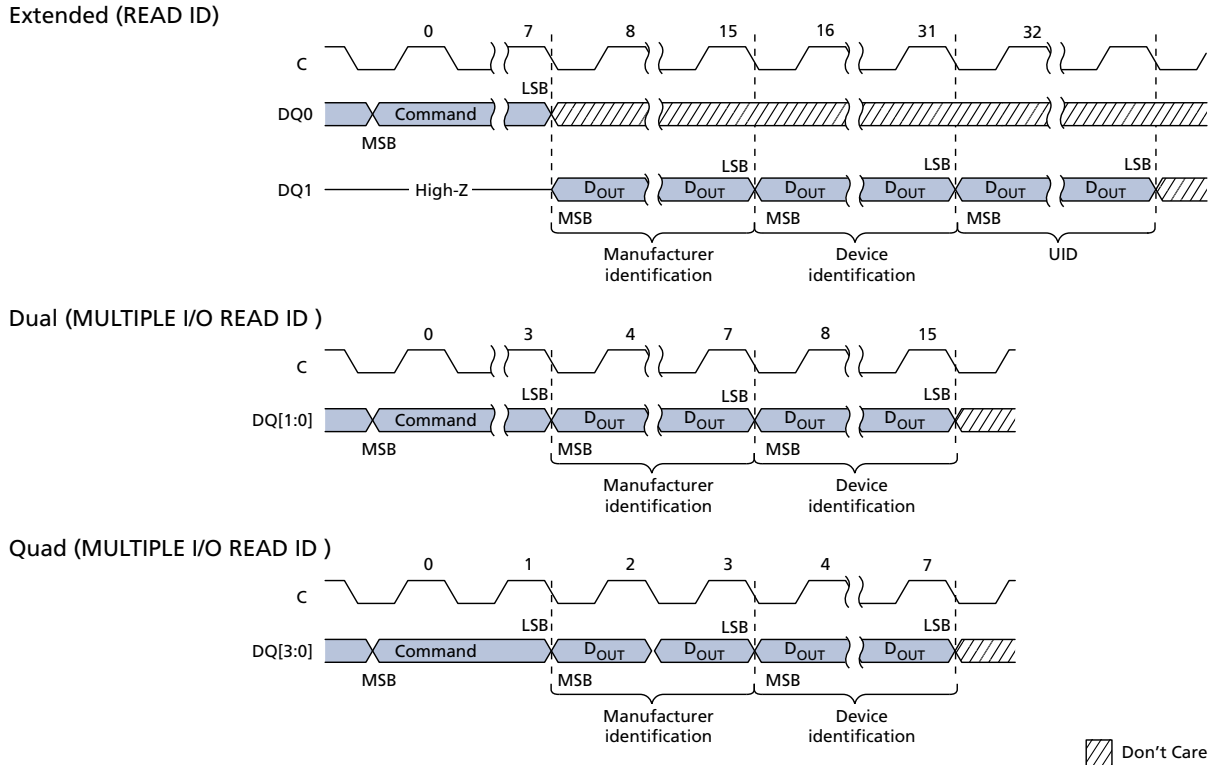 Extended (READ ID)
0 7 8 15 16 31 32
C
LSB
DQ0 Command
MSB
LSB LSB LSB
DQ1 High-Z DOUT DOUT DOUT DOUT DOUT DOUT
MSB MSB MSB
Manufacturer identification
Device identification
UID
Dual (MULTIPLE I/O READ ID )
0 3 4 7 8 15
C
LSB LSB LSB
DQ[1:0] Command DOUT DOUT DOUT DOUT
MSB MSB MSB
Manufacturer identification
Device identification
Quad (MULTIPLE I/O READ ID )
0 1 2 3 4 7
C
LSB LSB LSB
DQ[3:0] Command DOUT DOUT DOUT DOUT
MSB MSB MSB
Manufacturer identification
Device identification
Don't Care